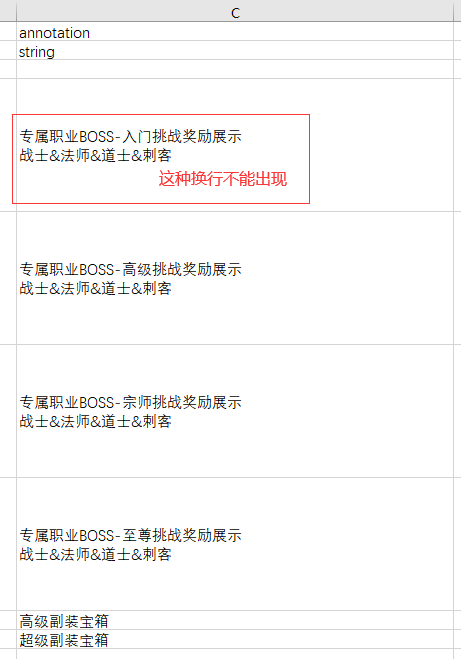 C
annotation
string
专属职业BOSS-入门挑战奖励展示
战士&法师&道士&刺客
这种换行不能出现
专属职业BOSS-高级挑战奖励展示
战士&法师&道士&刺客
专属职业BOSS-宗师挑战奖励展示
战士&法师&道士&刺客
专属职业BOSS-至尊挑战奖励展示
战士&法师&道士&刺客
高级副装宝箱
超级副装宝箱